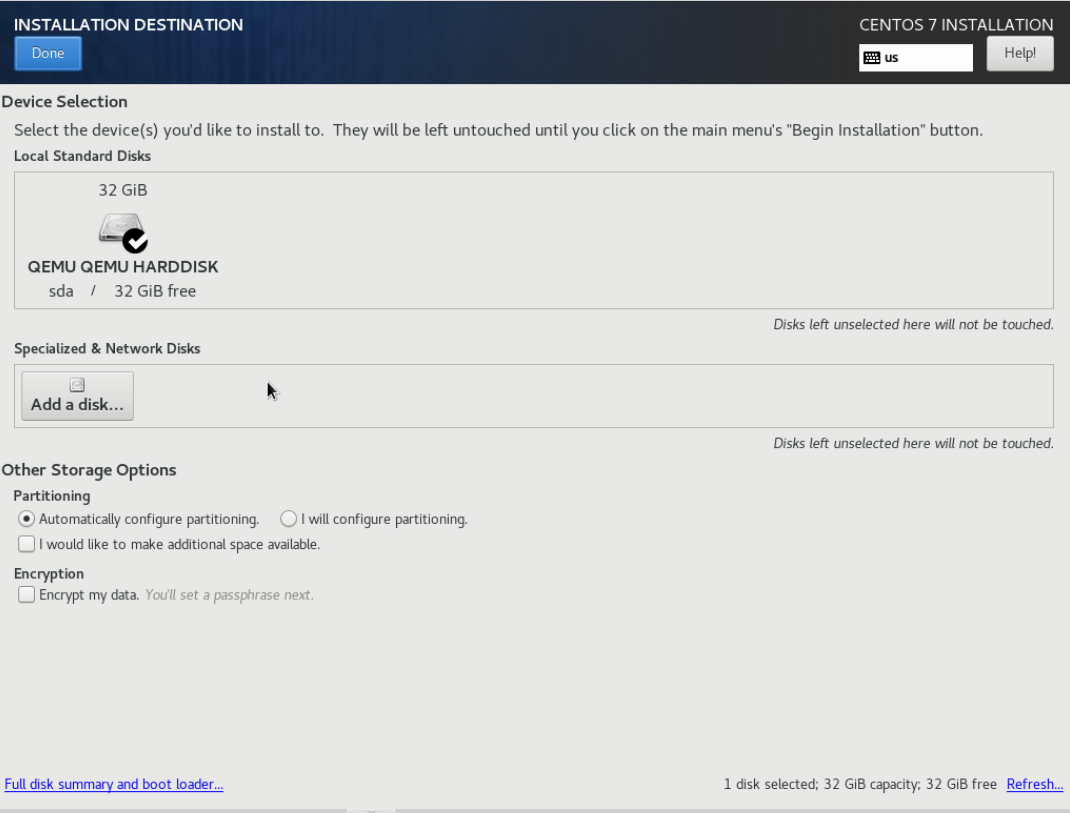 INSTALLATION DESTINATION
CENTOS 7 INSTALLATION
Done
us
Help!
Device Selection
Select the device(s) you'd like to install to.  They will be left untouched until you click on the main menu's "Begin Installation" button.
Local Standard Disks
32 GiB
QEMU QEMU HARDDISK
sda / 32 GiB free
Disks left unselected here will not be touched.
Specialized & Network Disks
Add a disk...
Disks left unselected here will not be touched.
Other Storage Options
Partitioning
Automatically configure partitioning. I will configure partitioning.
I would like to make additional space available.
Encryption
Encrypt my data. You'll set a passphrase next.
Full disk summary and boot loader... 1 disk selected; 32 GiB capacity; 32 GiB free Refresh...